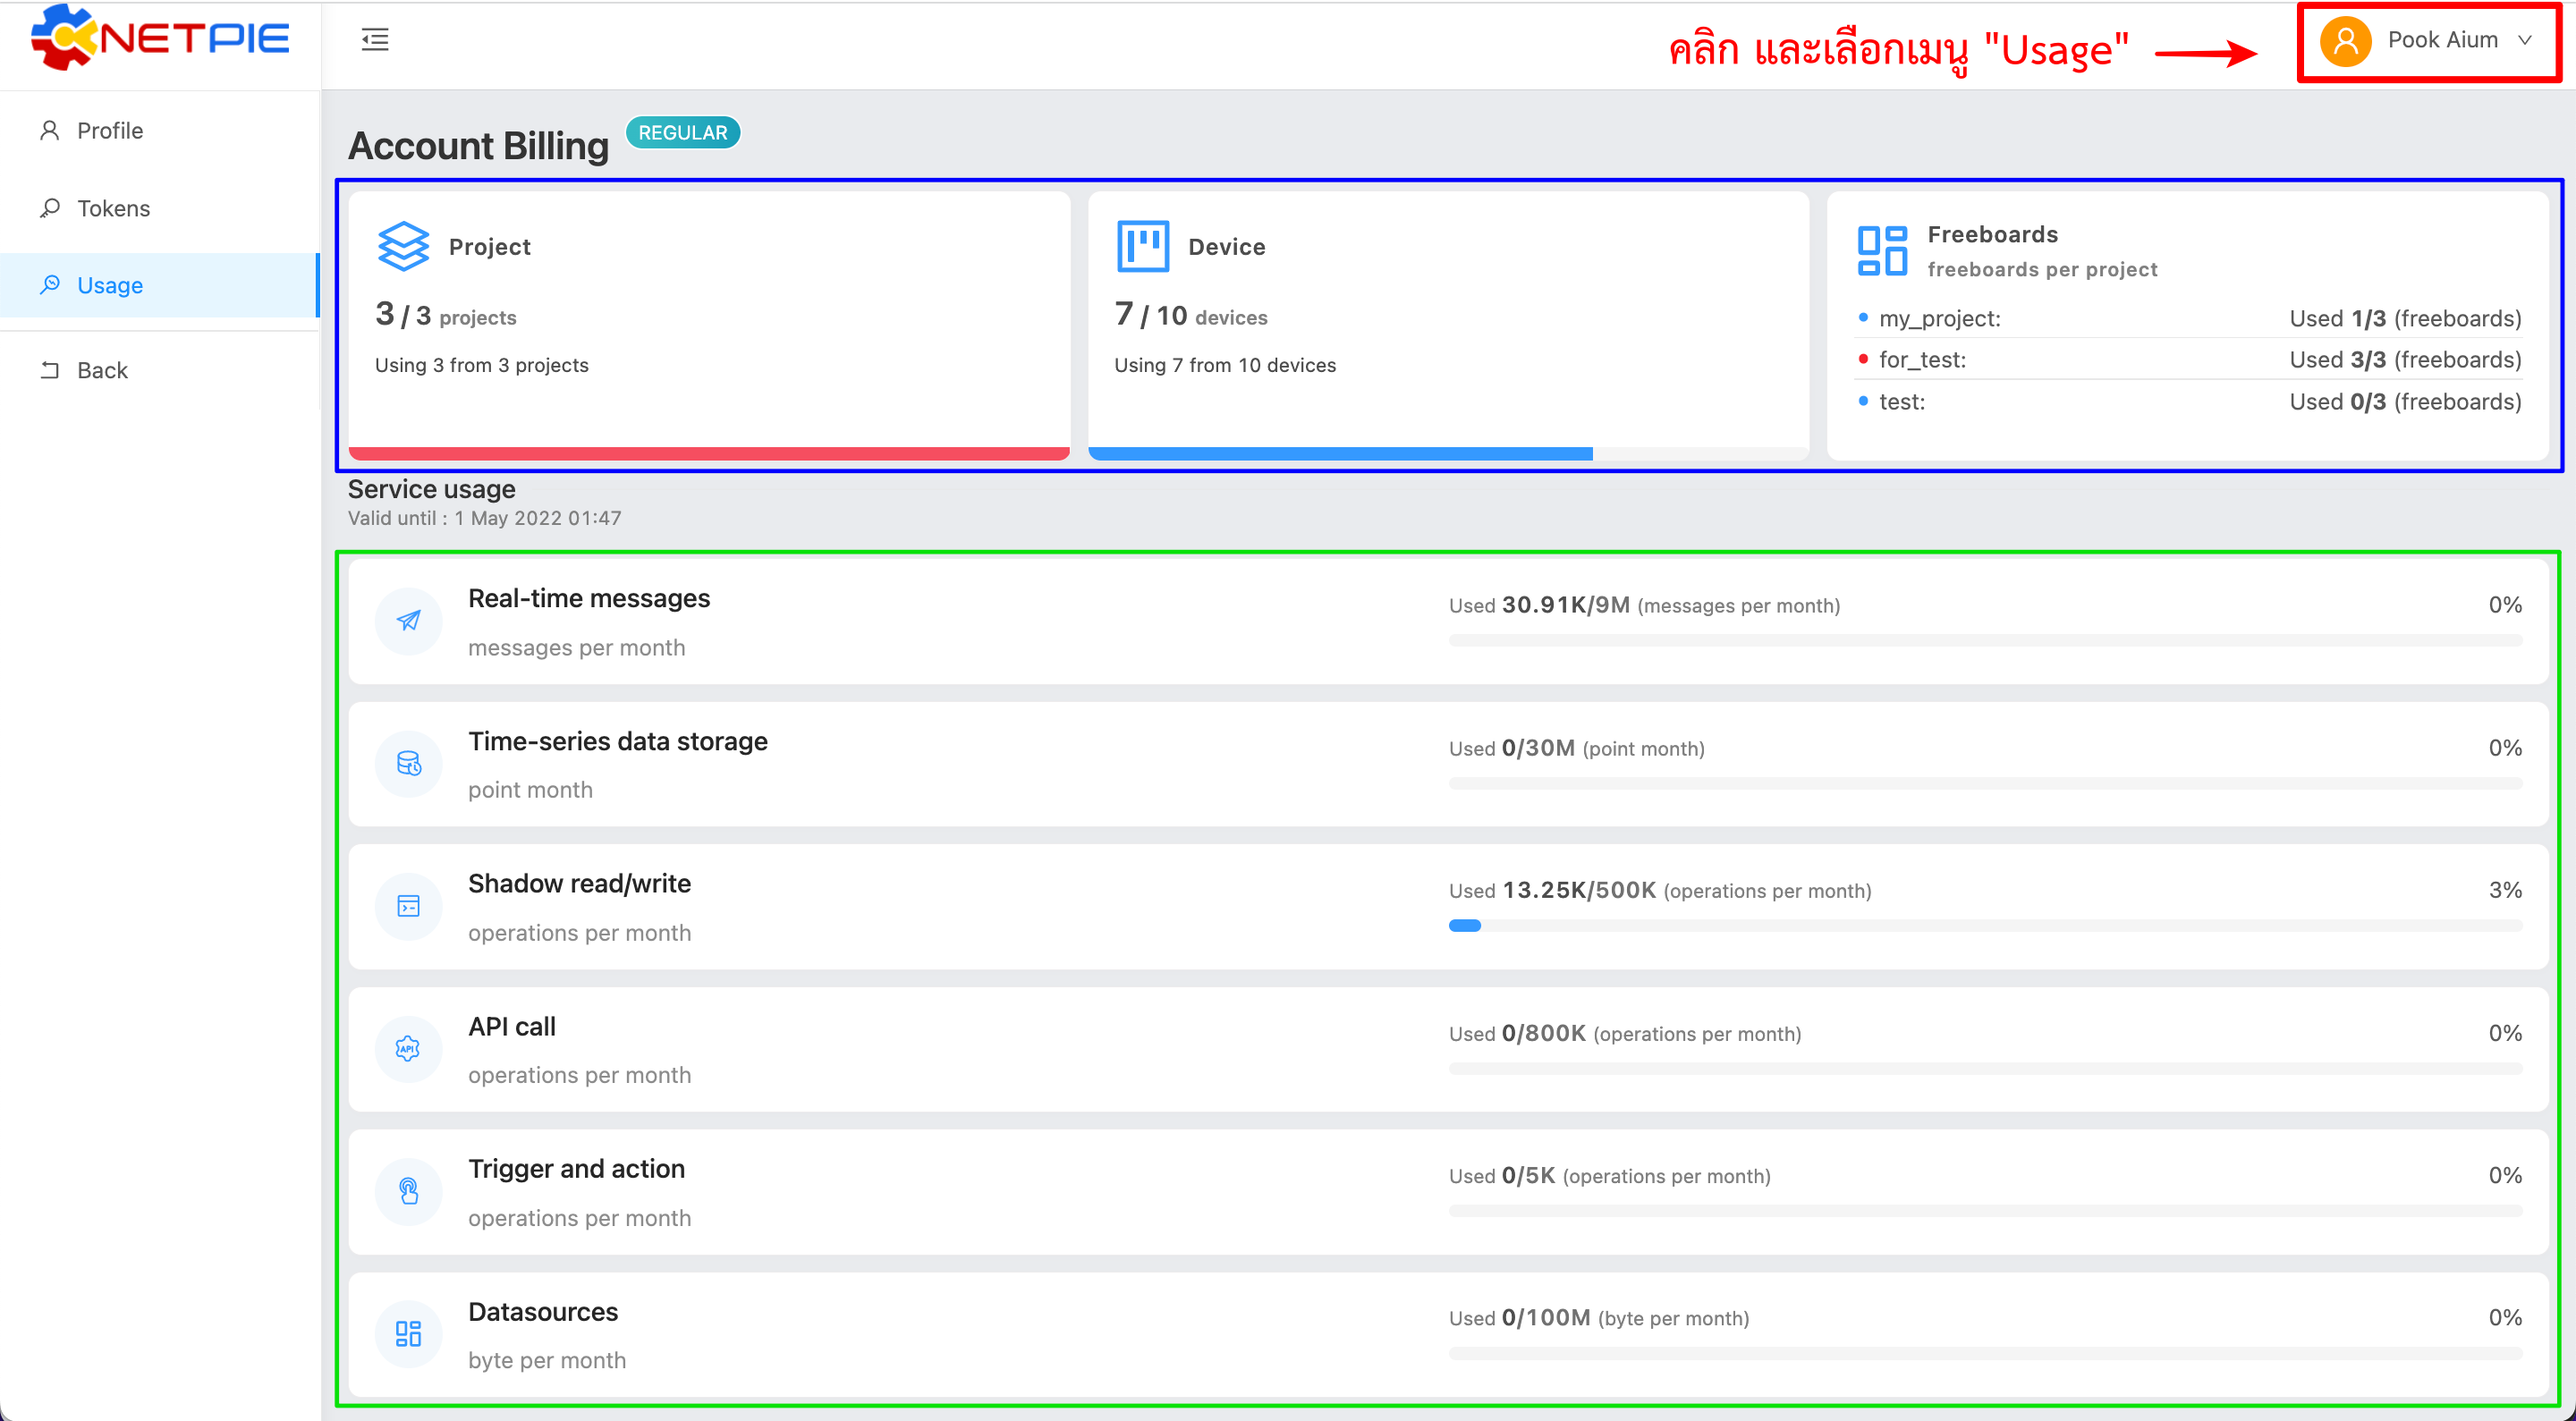 NETPIE
คลิก และเลือกเมนู "Usage"
Pook Aium
Profile
Tokens
Usage
Back
Account Billing
REGULAR
Project
3 / 3 projects
Using 3 from 3 projects
Device
7 / 10 devices
Using 7 from 10 devices
Freeboards
freeboards per project
my_project: Used 1/3 (freeboards)
for_test: Used 3/3 (freeboards)
test: Used 0/3 (freeboards)
Service usage
Valid until : 1 May 2022 01:47
Real-time messages
messages per month
Used 30.91K/9M (messages per month) 0%
Time-series data storage
point month
Used 0/30M (point month) 0%
Shadow read/write
operations per month
Used 13.25K/500K (operations per month) 3%
API call
operations per month
API
Used 0/800K (operations per month) 0%
Trigger and action
operations per month
Used 0/5K (operations per month) 0%
Datasources
byte per month
Used 0/100M (byte per month) 0%